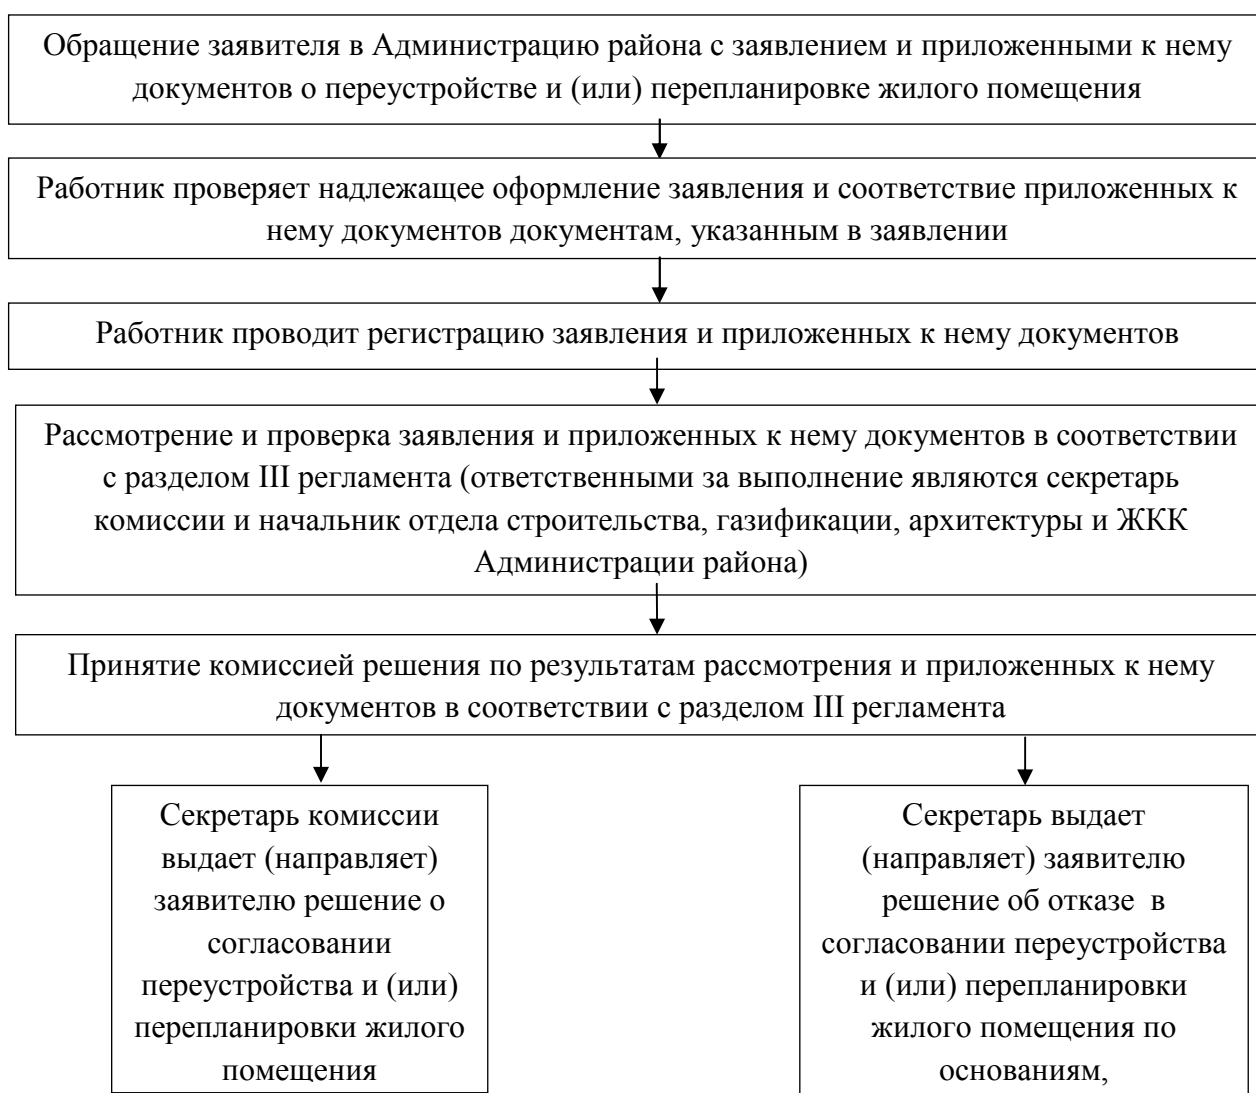 Обращение заявителя в Администрацию района с заявлением и приложенными к нему
документов о переустройстве и (или) перепланировке жилого помещения
Работник проверяет надлежащее оформление заявления и соответствие приложенных к
нему документов документам, указанным в заявлении
Работник проводит регистрацию заявления и приложенных к нему документов
Рассмотрение и проверка заявления и приложенных к нему документов в соответствии
с разделом III регламента (ответственными за выполнение являются секретарь
комиссии и начальник отдела строительства, газификации, архитектуры и ЖКК
Администрации района)
Принятие комиссией решения по результатам рассмотрения и приложенных к нему
документов в соответствии с разделом III регламента
Секретарь комиссии
выдает (направляет)
заявителю решение о
согласовании
переустройства и (или)
перепланировки жилого
помещения
Секретарь выдает
(направляет) заявителю
решение об отказе в
согласовании переустройства
и (или) перепланировки
жилого помещения по
основаниям,